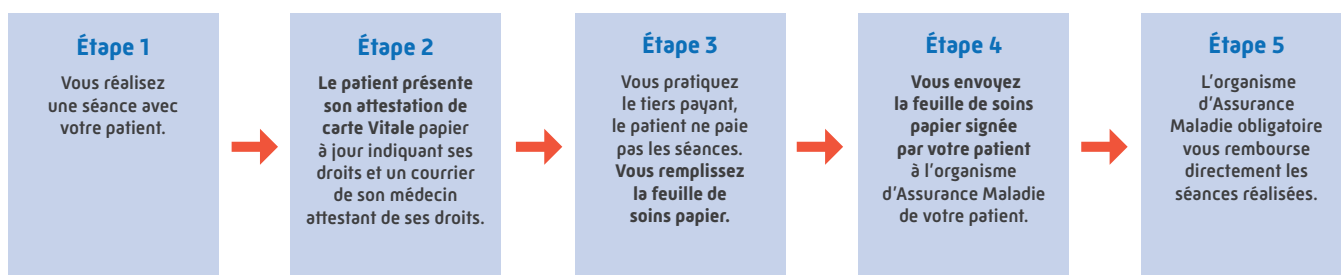 Étape 1
Vous réalisez
une séance avec
votre patient.
Étape 2
Le patient présente
son attestation de
carte Vitale papier
à jour indiquant ses
droits et un courrier
de son médecin
attestant de ses droits.
Étape 3
Vous pratiquez
le tiers payant,
le patient ne paie
pas les séances.
Vous remplissez
la feuille de
soins papier.
Étape 4
Vous envoyez
la feuille de soins
papier signée
par votre patient
à l'organisme
d'Assurance Maladie
de votre patient.
Étape 5
L'organisme
d'Assurance
Maladie obligatoire
vous rembourse
directement les
séances réalisées.